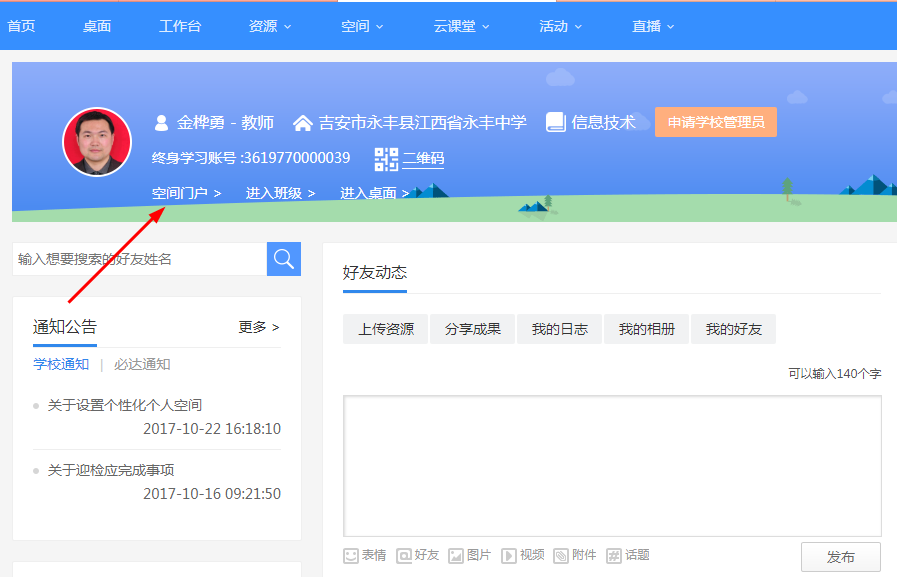 首页 桌面 工作台 资源 空间 云课堂 活动 直播
金桦勇 - 教师 吉安市永丰县江西省永丰中学 信息技术 申请学校管理员
终身学习账号 :3619770000039 二维码
空间门户 > 进入班级 > 进入桌面 >
输入想要搜索的好友姓名
通知公告 更多 >
学校通知 | 必达通知
关于设置个性化个人空间
2017-10-22 16:18:10
关于迎检应完成事项
2017-10-16 09:21:50
好友动态
上传资源 分享成果 我的日志 我的相册 我的好友
可以输入140个字
表情 @好友 图片 视频 附件 #话题 发布